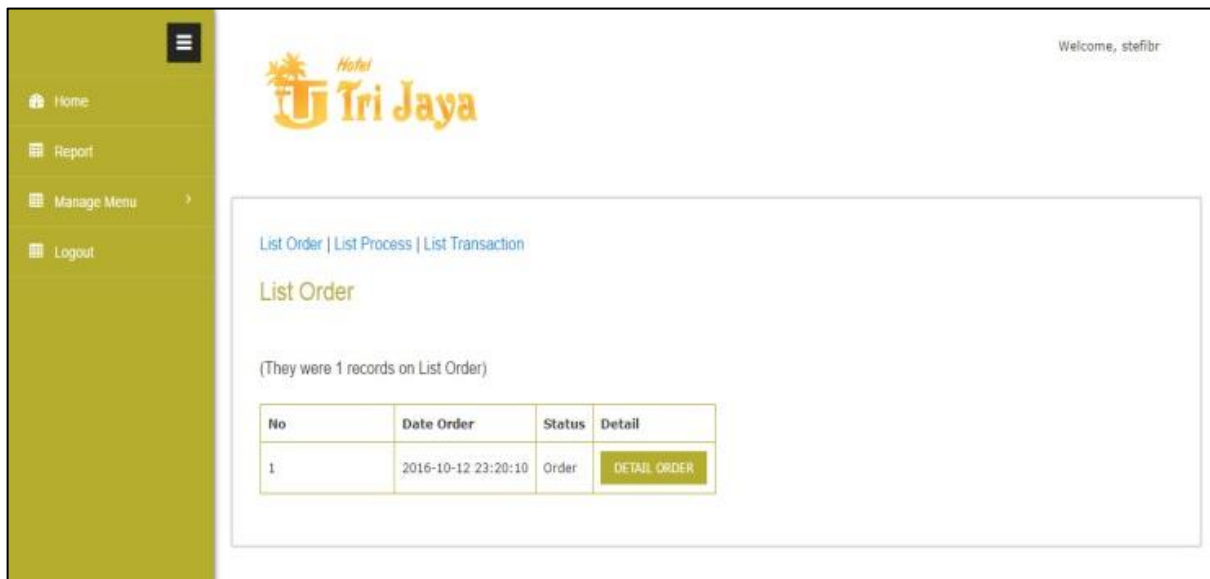 Welcome, stefibr
Home
Report
Manage Menu
Logout
Hotel
Tri Jaya
List Order | List Process | List Transaction
List Order
(They were 1 records on List Order)
No Date Order Status Detail
1 2016-10-12 23:20:10 Order DETAIL ORDER